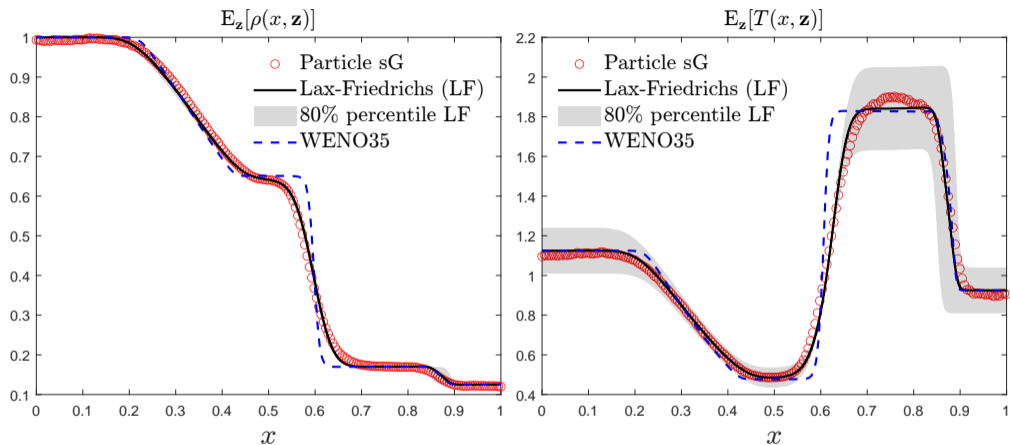 E_z[ρ(x, z)]
1
0.9
0.8
0.7
0.6
0.5
0.4
0.3
0.2
0.1
0 0.1 0.2 0.3 0.4 0.5 0.6 0.7 0.8 0.9 1
x
Particle sG
Lax-Friedrichs (LF)
80% percentile LF
WENO35
E_z[T(x, z)]
2.2
2
1.8
1.6
1.4
1.2
1
0.8
0.6
0.4
0 0.1 0.2 0.3 0.4 0.5 0.6 0.7 0.8 0.9 1
x
Particle sG
Lax-Friedrichs (LF)
80% percentile LF
WENO35